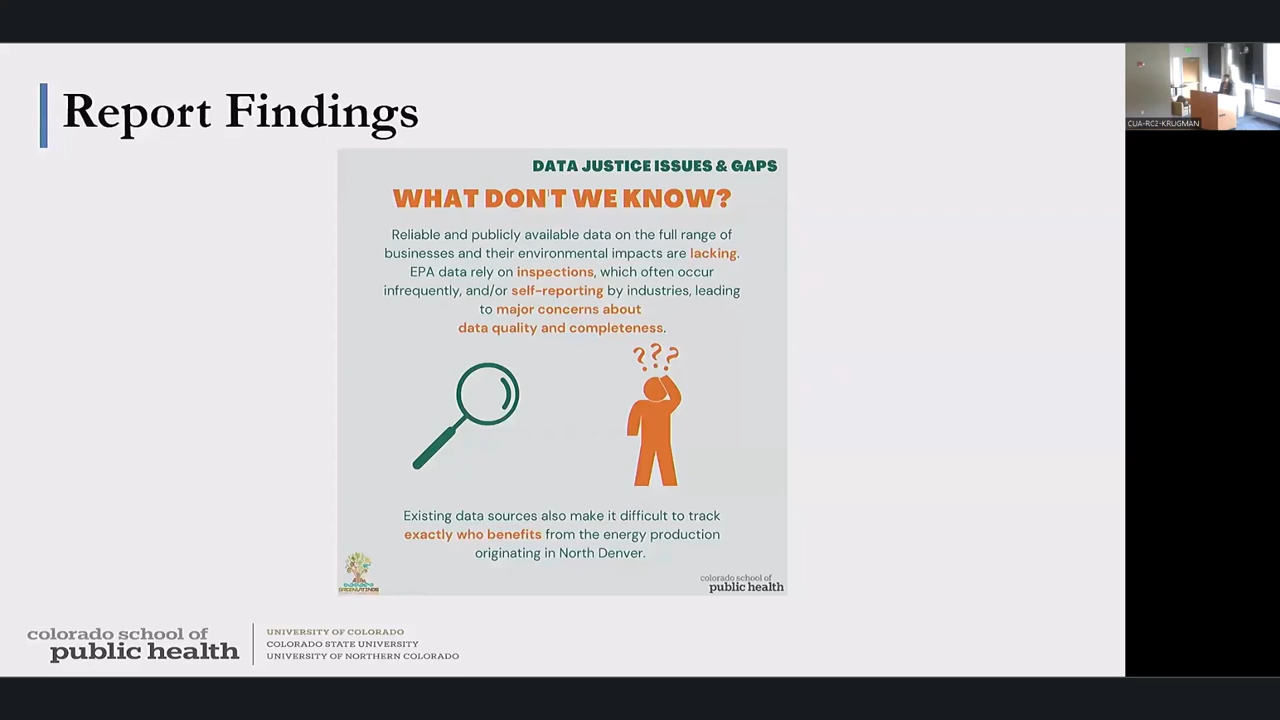 Report Findings
DATA JUSTICE ISSUES & GAPS
WHAT DON'T WE KNOW?
Reliable and publicly available data on the full range of
businesses and their environmental impacts are lacking.
EPA data rely on inspections, which often occur
infrequently, and/or self-reporting by industries, leading
to major concerns about
data quality and completeness.
???
Existing data sources also make it difficult to track
exactly who benefits from the energy production
originating in North Denver.
GREENLATINOS
colorado school of
public health
colorado school of
public health
UNIVERSITY OF COLORADO
COLORADO STATE UNIVERSITY
UNIVERSITY OF NORTHERN COLORADO
CUA-RC2-KRUGMAN